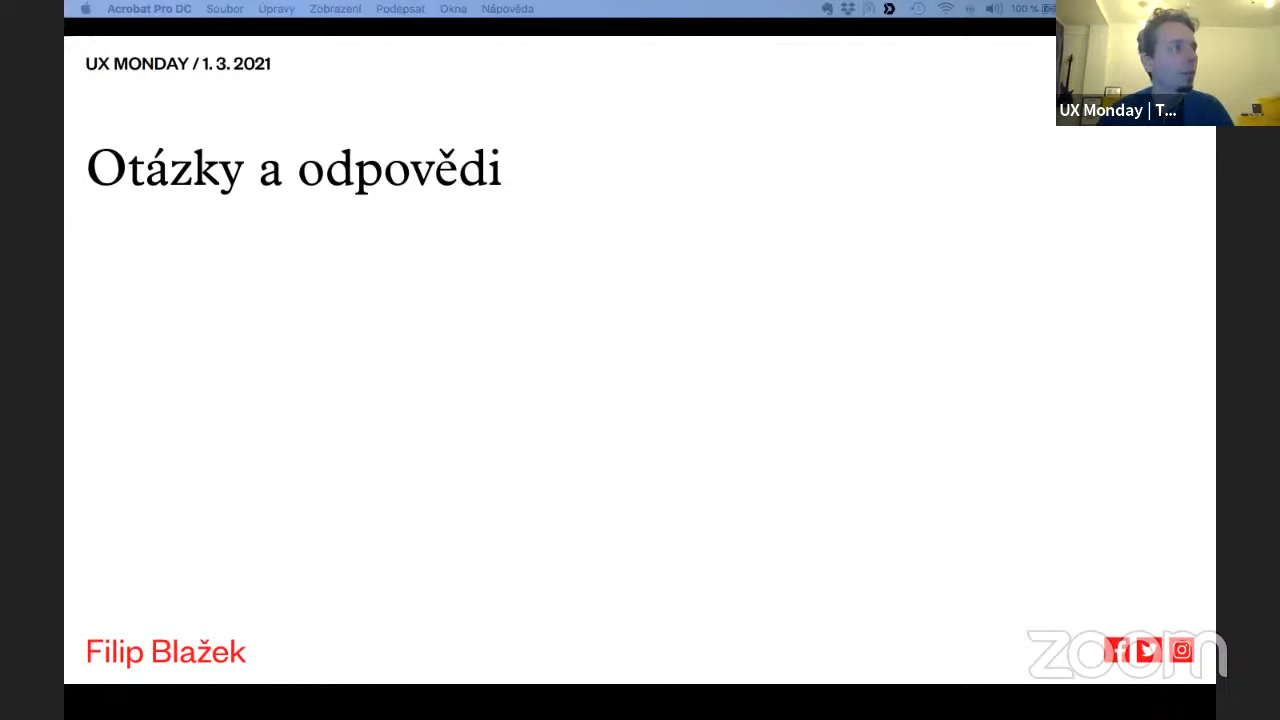 Acrobat Pro DC Soubor Úpravy Zobrazení Podepsat Okna Nápověda 100 %
UX MONDAY / 1. 3. 2021
UX Monday | T...
Otázky a odpovědi
Filip Blažek
zoom